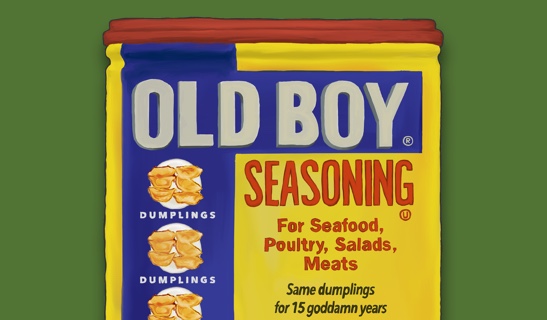 OLD BOY®
SEASONING
Ⓤ
DUMPLINGS
For Seafood,
Poultry, Salads,
Meats
DUMPLINGS
Same dumplings
for 15 goddamn years